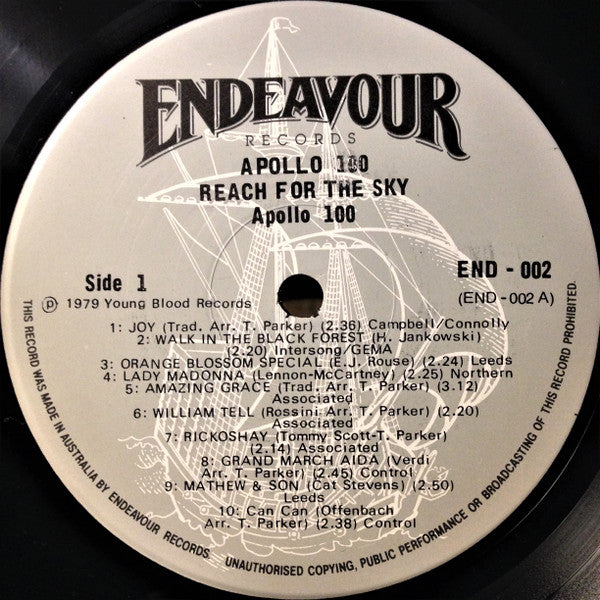 ENDEAVOUR
RECORDS
APOLLO 100
REACH FOR THE SKY
Apollo 100
Side 1
END - 002
℗ 1979 Young Blood Records
(END - 002 A)
1: JOY (Trad. Arr. T. Parker) (2.36) Campbell/Connolly
2: WALK IN THE BLACK FOREST (H. Jankowski)
(2.20) Intersong/GEMA
3: ORANGE BLOSSOM SPECIAL (E.J. Rouse) (2.24) Leeds
4: LADY MADONNA (Lennon-McCartney) (2.25) Northern
5: AMAZING GRACE (Trad. Arr. T. Parker) (3.12)
Associated
6: WILLIAM TELL (Rossini Arr. T. Parker) (2.20)
Associated
7: RICKOSHAY (Tommy Scott-T. Parker)
(2.14) Associated
8: GRAND MARCH AIDA (Verdi
Arr. T. Parker) (2.45) Control
9: MATHEW & SON (Cat Stevens) (2.50)
Leeds
10: Can Can (Offenbach
Arr. T. Parker) (2.38) Control
THIS RECORD WAS MADE IN AUSTRALIA BY ENDEAVOUR RECORDS. UNAUTHORISED COPYING, PUBLIC PERFORMANCE OR BROADCASTING OF THIS RECORD PROHIBITED.